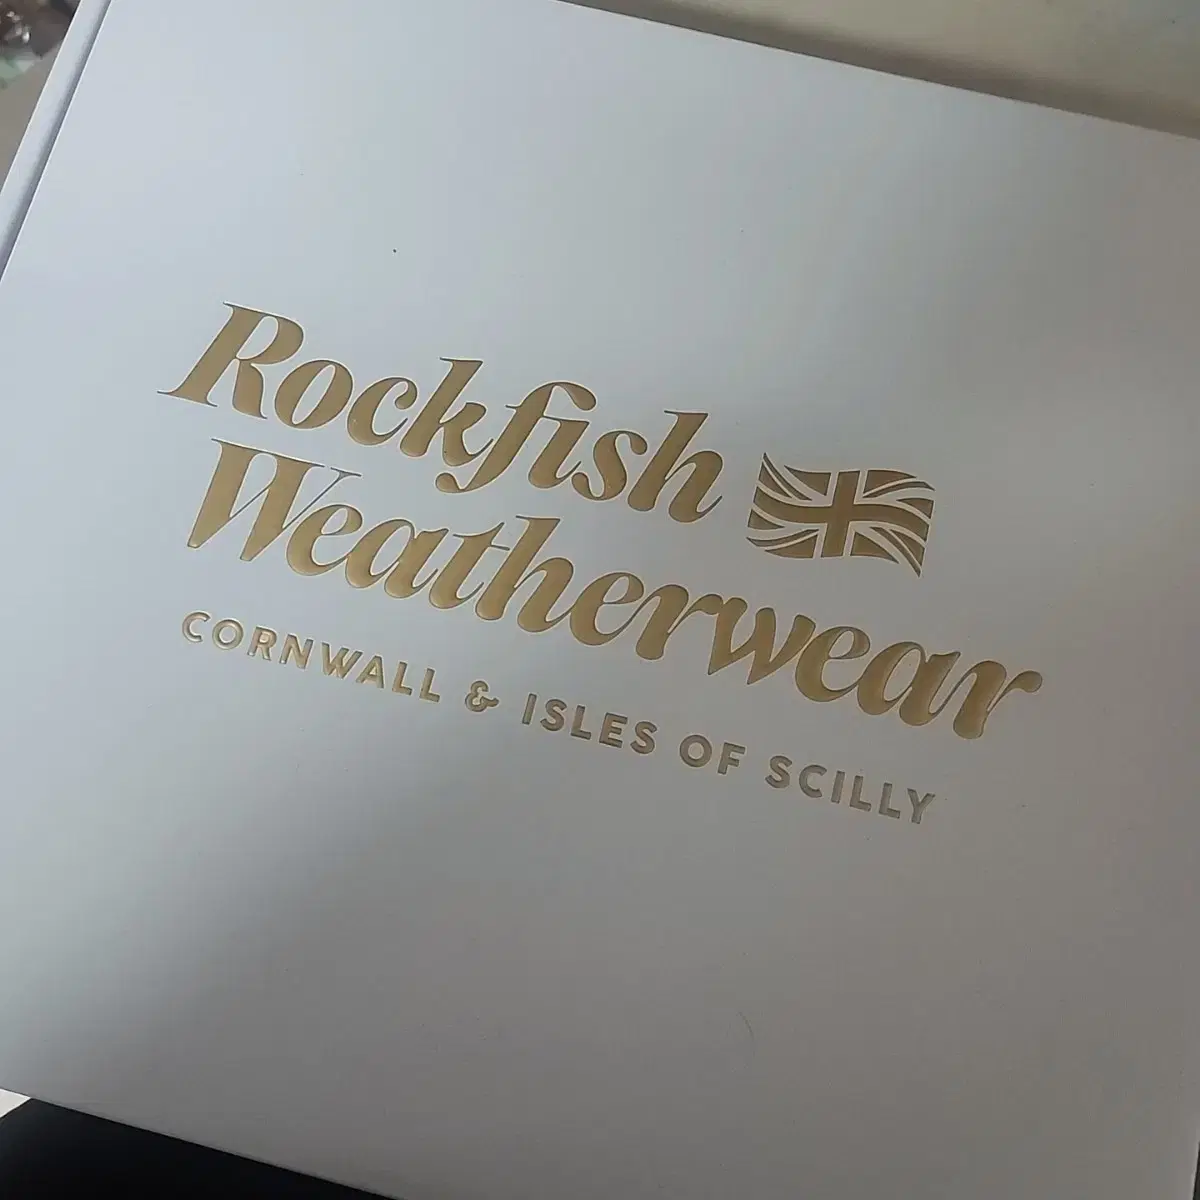 Rockfish
Weatherwear
CORNWALL & ISLES OF SCILLY